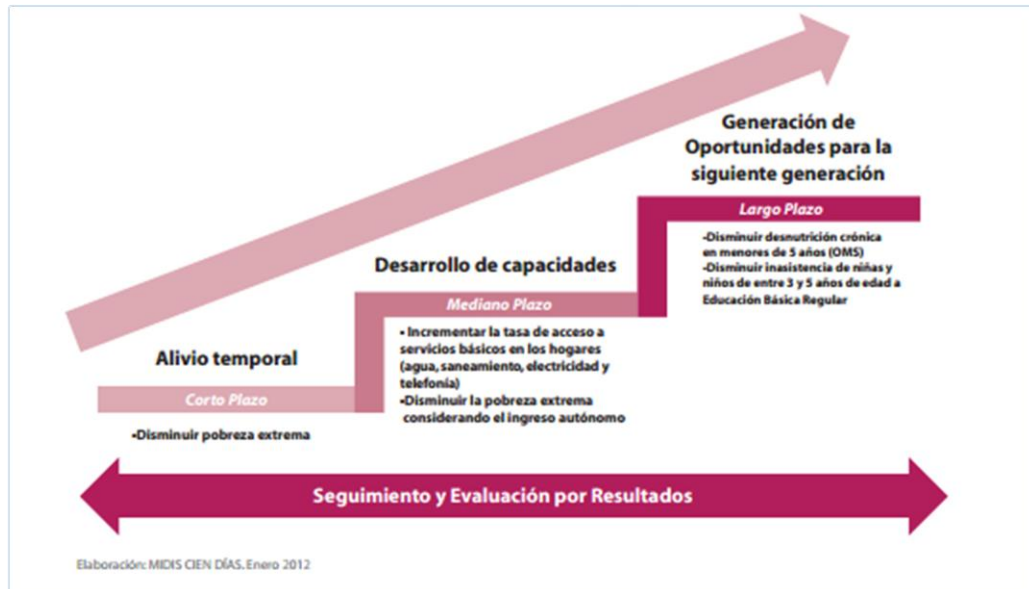 Generación de
Oportunidades para la
siguiente generación
Largo Plazo
•Disminuir desnutrición crónica
en menores de 5 años (OMS)
•Disminuir inasistencia de niñas y
niños de entre 3 y 5 años de edad a
Educación Básica Regular
Desarrollo de capacidades
Mediano Plazo
• Incrementar la tasa de acceso a
servicios básicos en los hogares
(agua, saneamiento, electricidad y
telefonía)
•Disminuir la pobreza extrema
considerando el ingreso autónomo
Alivio temporal
Corto Plazo
•Disminuir pobreza extrema
Seguimiento y Evaluación por Resultados
Elaboración: MIDIS CIEN DÍAS. Enero 2012